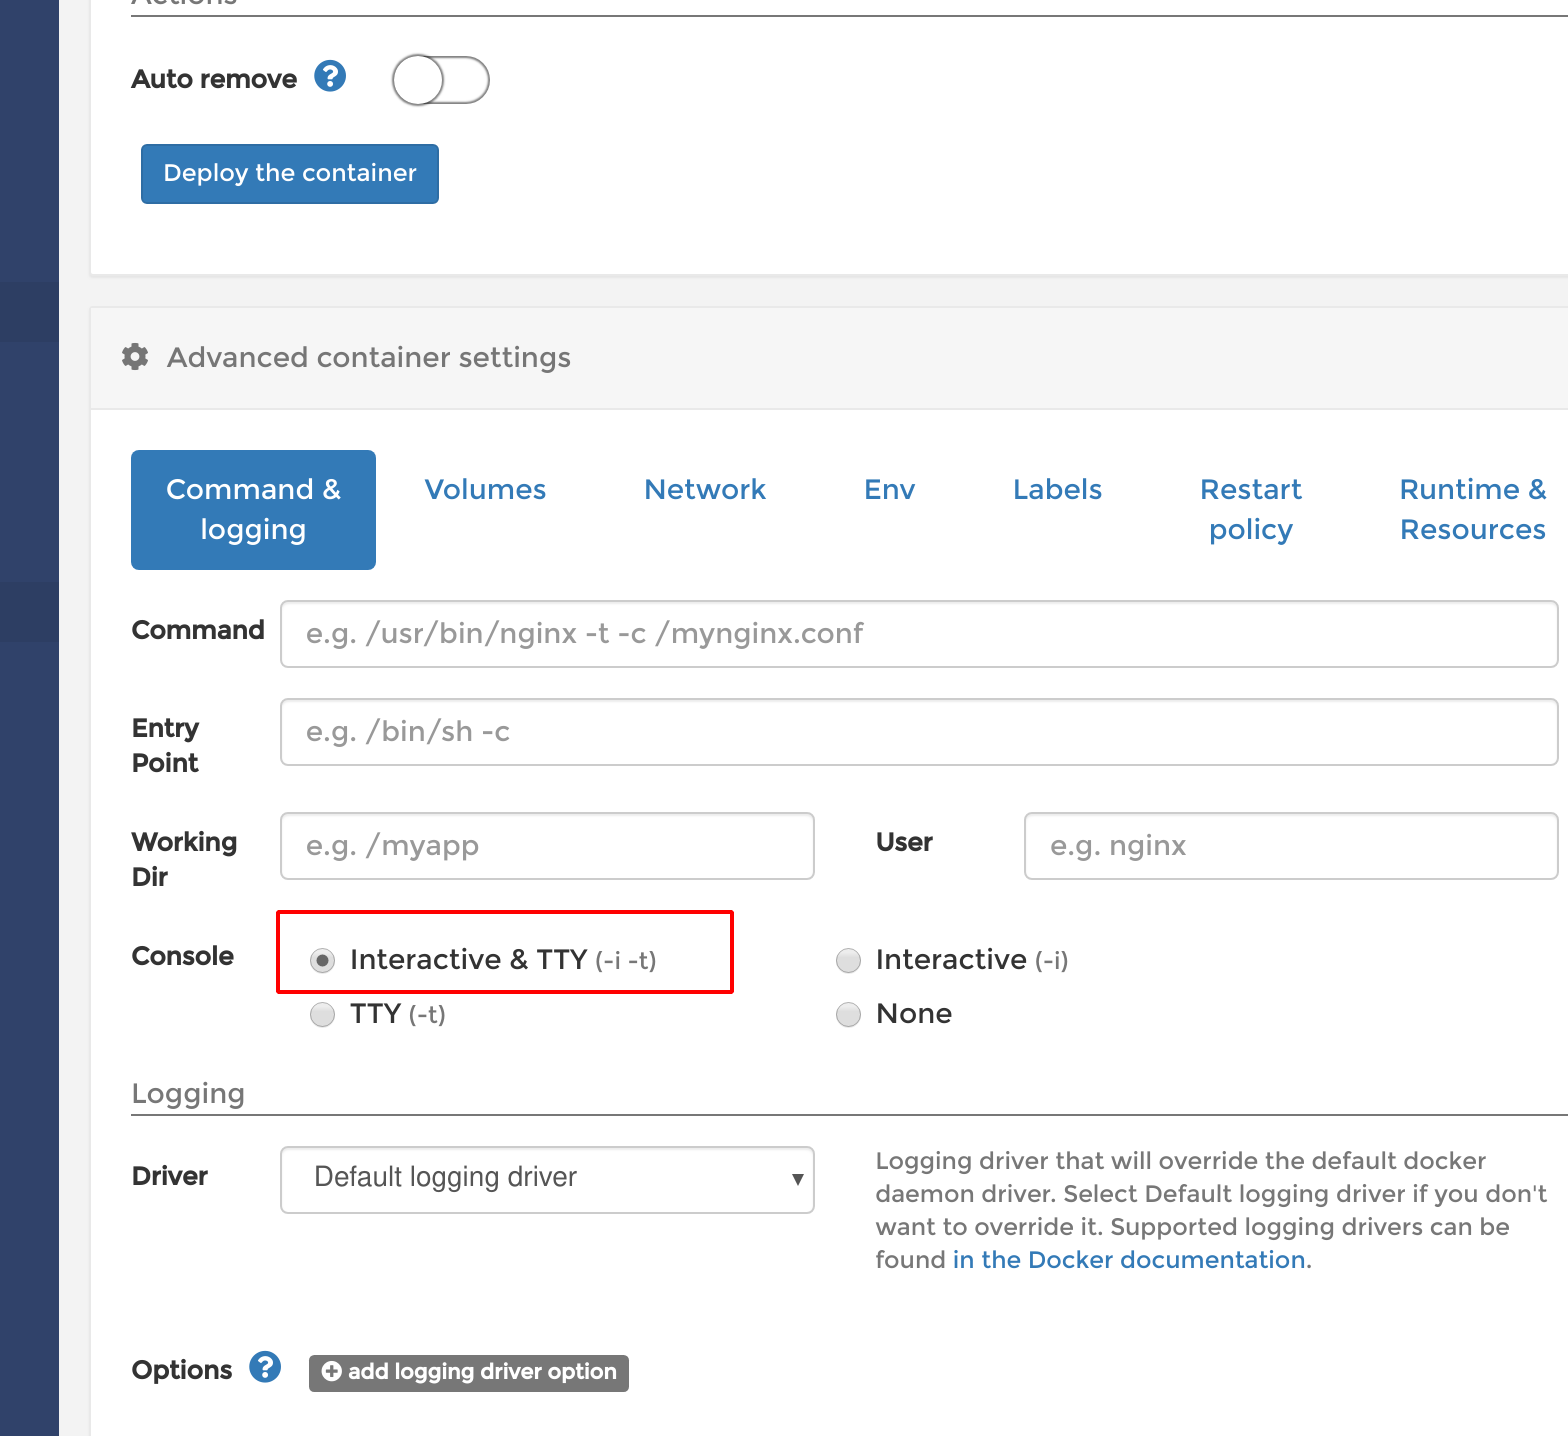 Actions
Auto remove
Deploy the container
Advanced container settings
Command & logging
Volumes
Network
Env
Labels
Restart policy
Runtime & Resources
Command
e.g. /usr/bin/nginx -t -c /mynginx.conf
Entry Point
e.g. /bin/sh -c
Working Dir
e.g. /myapp
User
e.g. nginx
Console
Interactive & TTY (-i -t)
Interactive (-i)
TTY (-t)
None
Logging
Driver
Default logging driver
Logging driver that will override the default docker
daemon driver. Select Default logging driver if you don't
want to override it. Supported logging drivers can be
found in the Docker documentation.
Options
add logging driver option